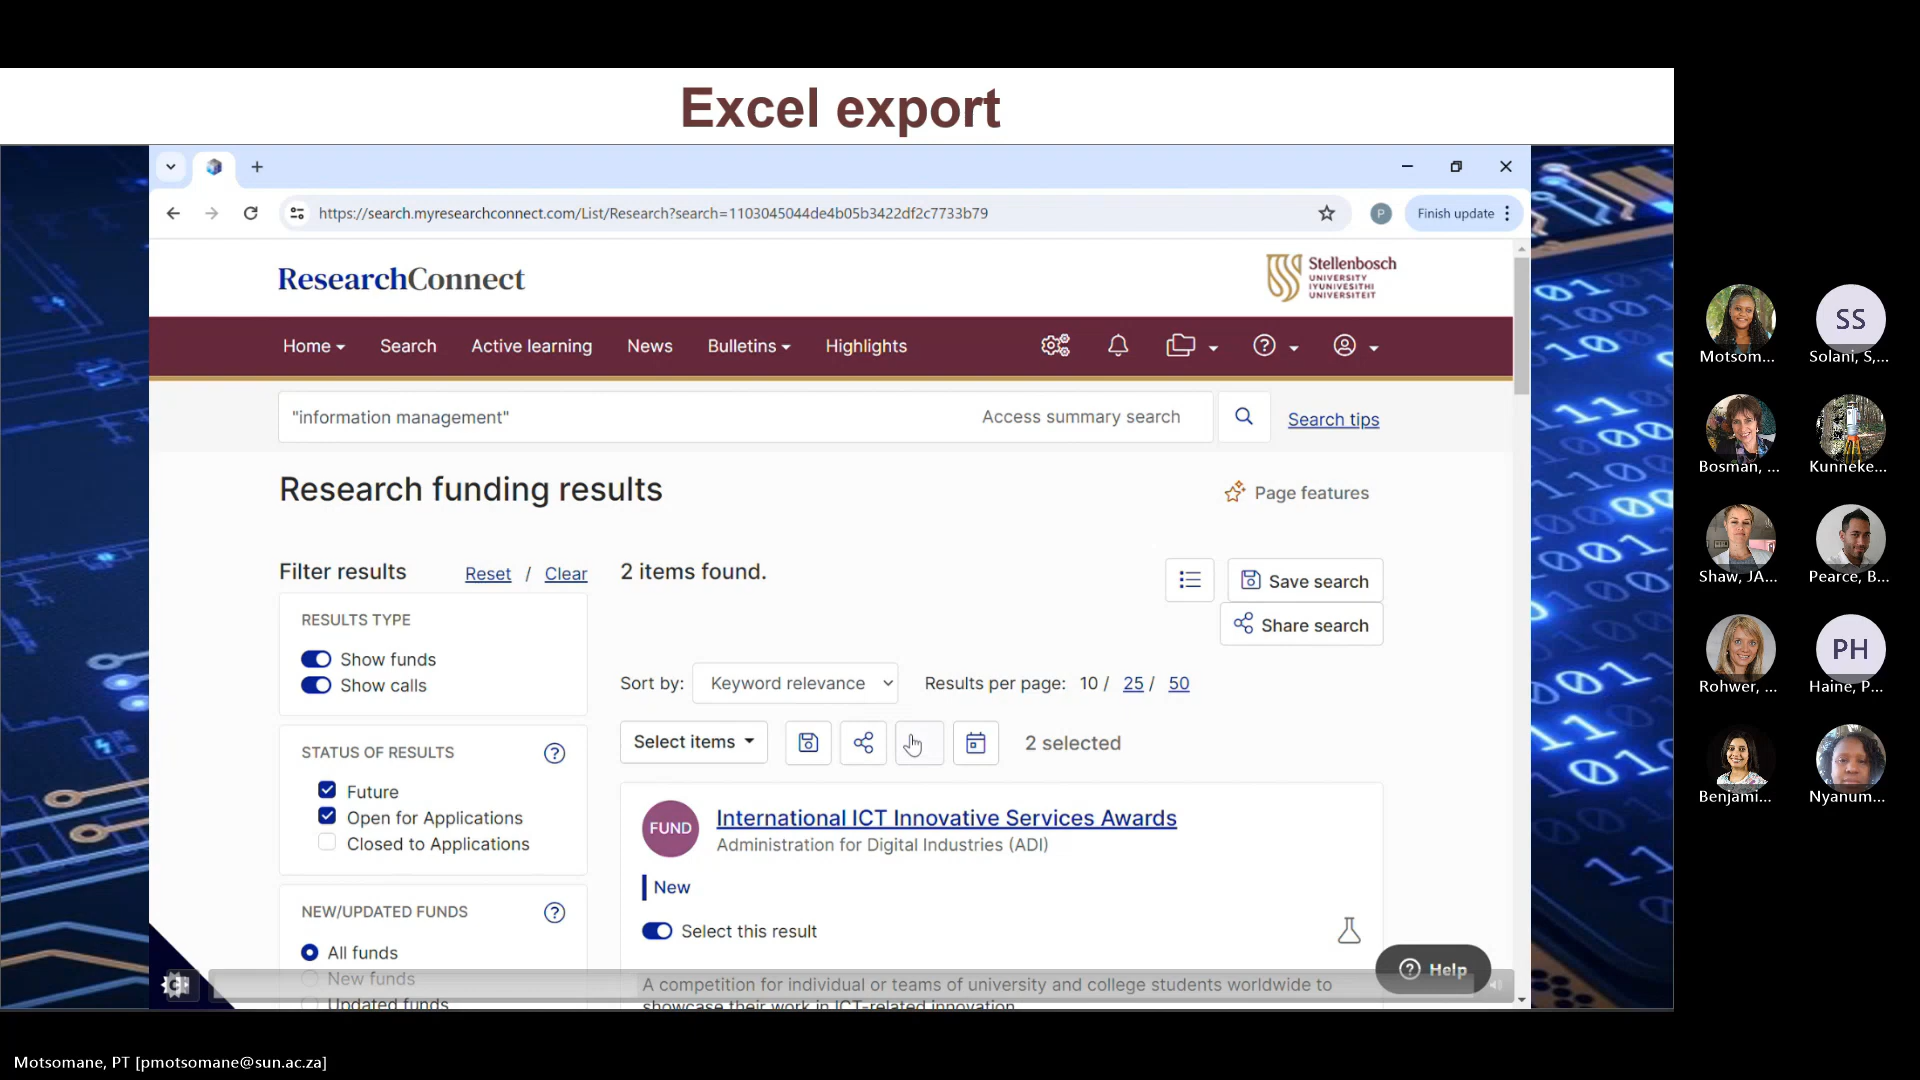 Excel export
https://search.myresearchconnect.com/List/Research?search=1103045044de4b05b3422df2c7733b79
P
Finish update
ResearchConnect
Stellenbosch
UNIVERSITY
IYUNIVESITHI
UNIVERSITEIT
Home
Search
Active learning
News
Bulletins
Highlights
"information management"
Access summary search
Search tips
Research funding results
Page features
Filter results
Reset / Clear
2 items found.
Save search
Share search
RESULTS TYPE
Show funds
Show calls
Sort by: Keyword relevance
Results per page: 10 / 25 / 50
Select items
2 selected
STATUS OF RESULTS
Future
Open for Applications
Closed to Applications
FUND
International ICT Innovative Services Awards
Administration for Digital Industries (ADI)
New
Select this result
NEW/UPDATED FUNDS
All funds
New funds
Updated funds
A competition for individual or teams of university and college students worldwide to
showcase their work in ICT-related innovation
Help
Motsom...
SS
Solani, S,...
Bosman, ...
Kunneke...
Shaw, JA...
Pearce, B...
Rohwer, ...
PH
Haine, P...
Benjami...
Nyanum...
Motsomane, PT [pmotsomane@sun.ac.za]